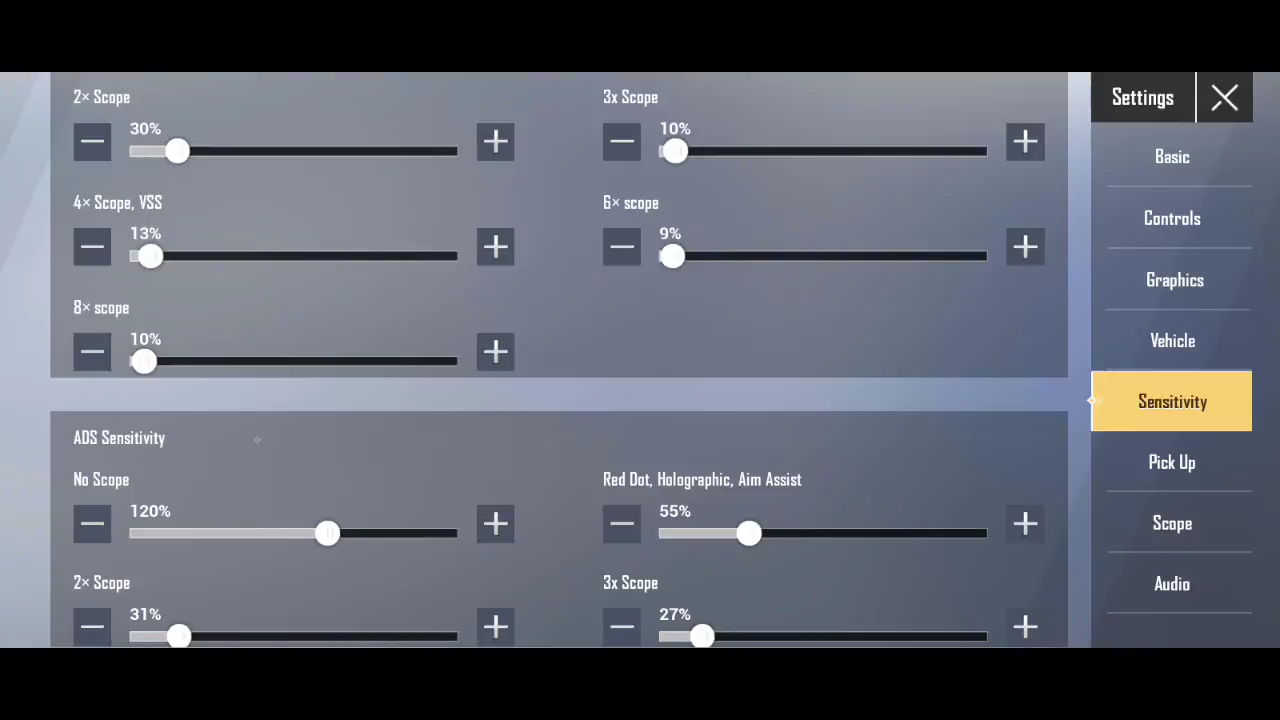 2× Scope
30%
3x Scope
10%
4× Scope, VSS
13%
6× scope
9%
8× scope
10%
ADS Sensitivity
No Scope
120%
Red Dot, Holographic, Aim Assist
55%
2× Scope
31%
3x Scope
27%
Settings
Basic
Controls
Graphics
Vehicle
Sensitivity
Pick Up
Scope
Audio